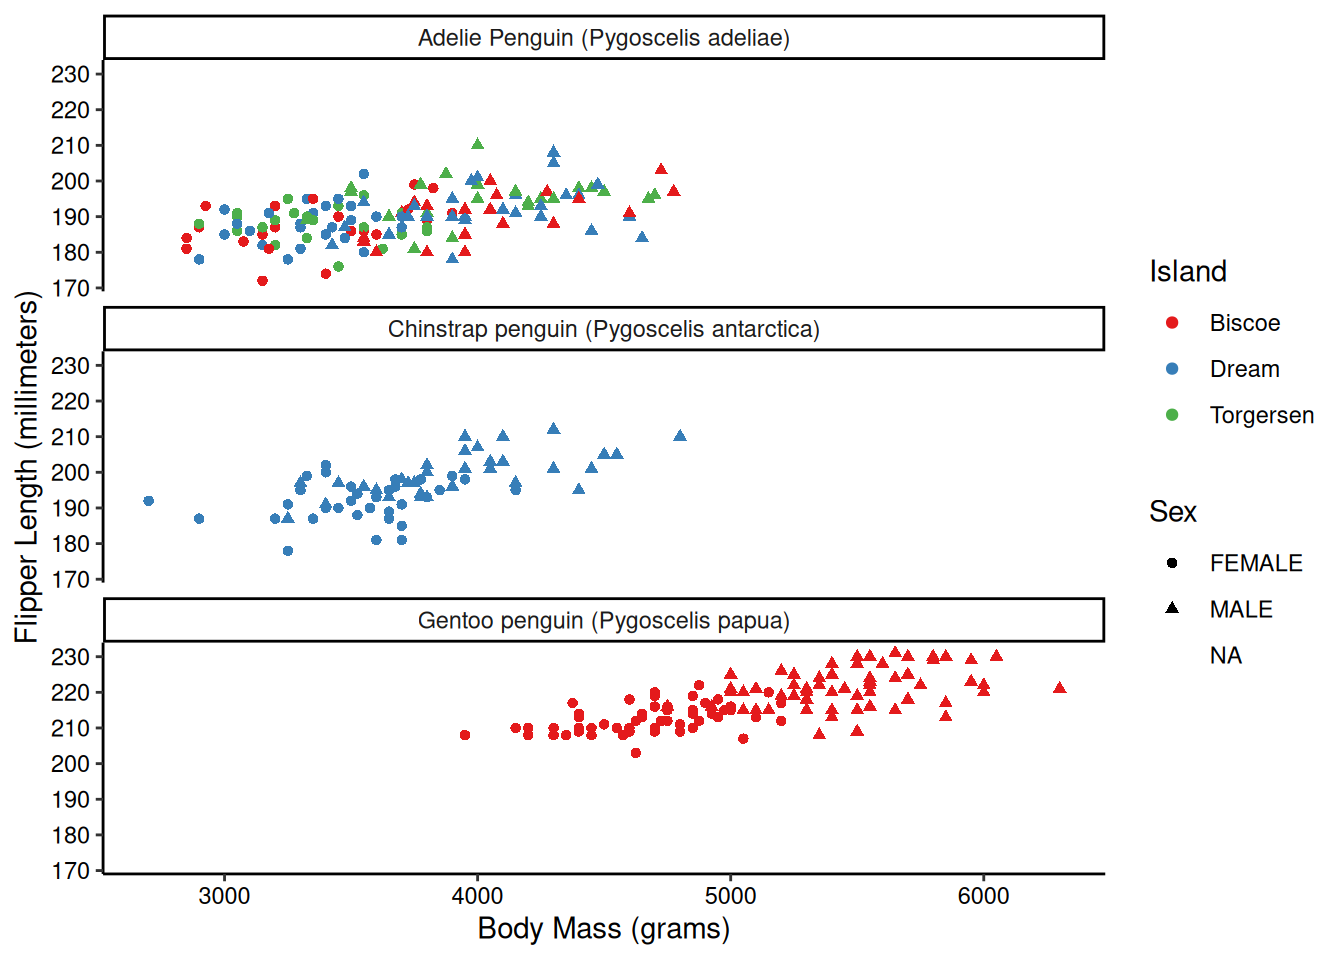 Adelie Penguin (Pygoscelis adeliae)
230
220
210
200
190
180
170
Chinstrap penguin (Pygoscelis antarctica)
230
220
210
200
190
180
170
Gentoo penguin (Pygoscelis papua)
230
220
210
200
190
180
170
3000 4000 5000 6000
Body Mass (grams)
Flipper Length (millimeters)
Island
Biscoe
Dream
Torgersen
Sex
FEMALE
MALE
NA